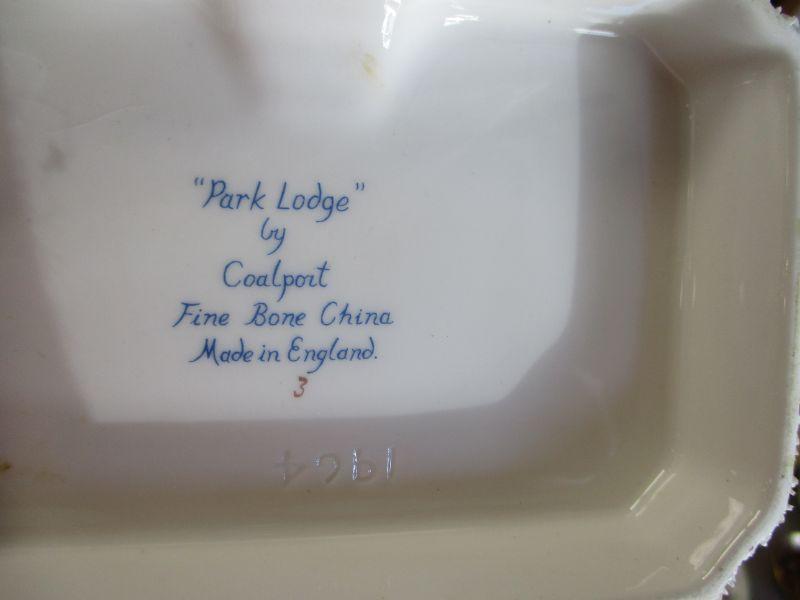 "Park Lodge"
by
Coalport
Fine Bone China
Made in England.
3
1964